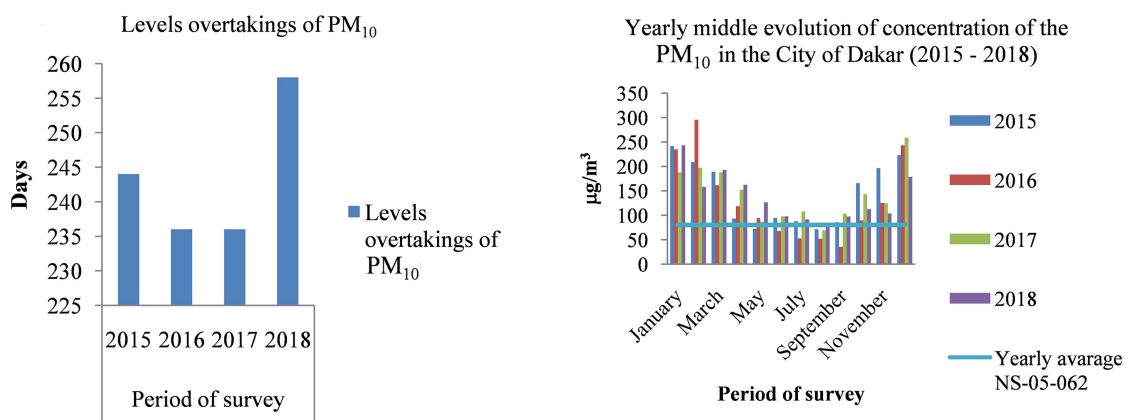 Levels overtakings of PM₁₀
260
255
250
245
240
235
230
225
Days
2015 2016 2017 2018
Period of survey
Levels
overtakings of
PM₁₀
Yearly middle evolution of concentration of the
PM₁₀ in the City of Dakar (2015 - 2018)
350
300
250
200
150
100
50
0
µg/m³
January
March
May
July
September
November
Period of survey
2015
2016
2017
2018
Yearly avarage
NS-05-062